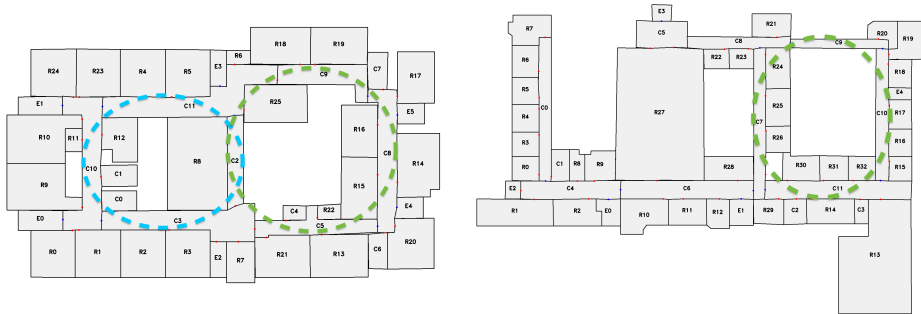 R18 R19
R6
C7
R24 R23 R4 R5 E3 C9 R17
R25
E1 C11
E5
R16
R10 R11 R12
R8 C2 C8 R14
C10 C1
R9 R15
C0
C4 R22 E4
E0 C3 C5
R0 R1 R2 R3 E2 R7 R21 R13 C6 R20
E3
R7 C5 R21
R20 R19
C8 C9
R6 R22 R23
R24 R18
C0
R5 E4
R25
R27 C10 R17
R4 C7
R26
R3 R16
C1 R8 R9 R28 R30 R31 R32 R15
R0
E2 C4 C6 C11
R1 R2 E0 R10 R11 R12 E1 R29 C2 R14 C3
R13